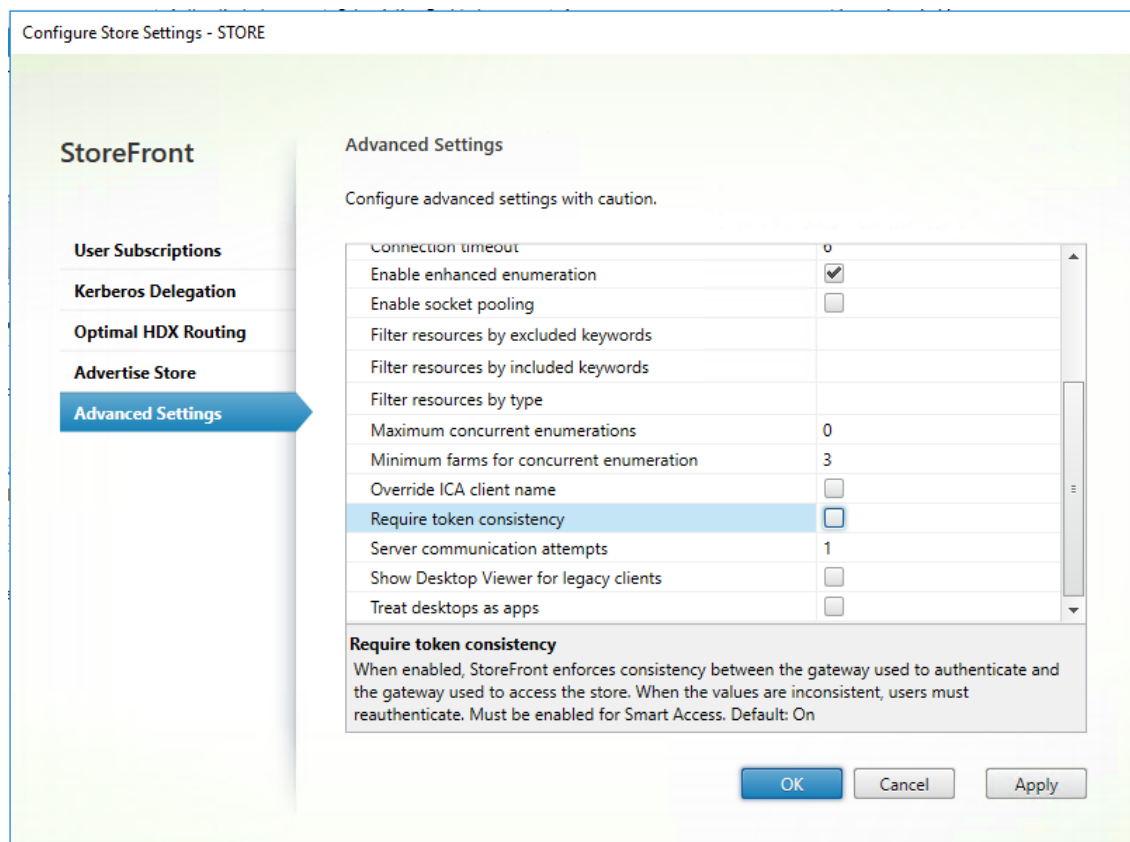 Configure Store Settings - STORE
StoreFront
User Subscriptions
Kerberos Delegation
Optimal HDX Routing
Advertise Store
Advanced Settings
Advanced Settings
Configure advanced settings with caution.
Connection timeout 6
Enable enhanced enumeration
Enable socket pooling
Filter resources by excluded keywords
Filter resources by included keywords
Filter resources by type
Maximum concurrent enumerations 0
Minimum farms for concurrent enumeration 3
Override ICA client name
Require token consistency
Server communication attempts 1
Show Desktop Viewer for legacy clients
Treat desktops as apps
Require token consistency
When enabled, StoreFront enforces consistency between the gateway used to authenticate and
the gateway used to access the store. When the values are inconsistent, users must
reauthenticate. Must be enabled for Smart Access. Default: On
OK Cancel Apply